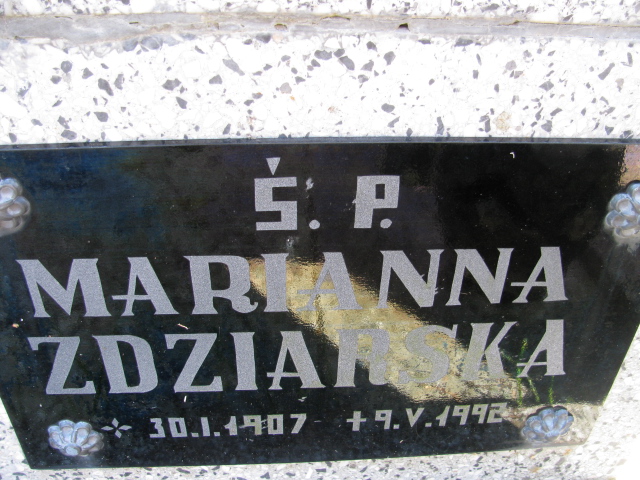 Ś. P.
MARIANNA
ZDZIARSKA
30.I.1907 +9.V.1992